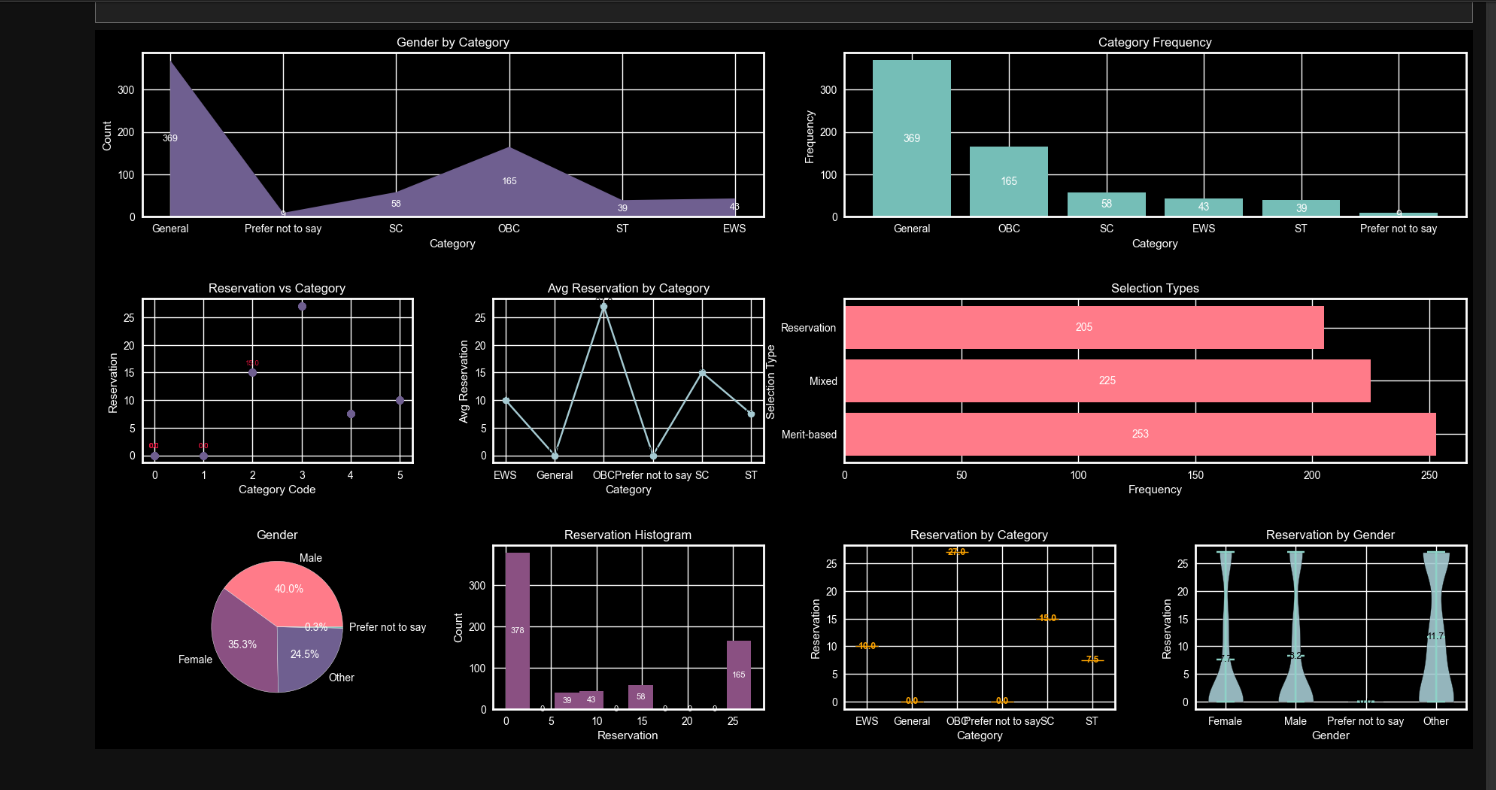 Gender by Category
Count
300
200
100
0
369
9
58
165
39
43
General
Prefer not to say
SC
OBC
ST
EWS
Category
Category Frequency
Frequency
300
200
100
0
369
165
58
43
39
9
General
OBC
SC
EWS
ST
Prefer not to say
Category
Reservation vs Category
Reservation
25
20
15
10
5
0
15.0
0.0
0.0
0
1
2
3
4
5
Category Code
Avg Reservation by Category
Avg Reservation
25
20
15
10
5
0
EWS
General
OBC
Prefer not to say
SC
ST
Category
Selection Types
Selection Type
Reservation
Mixed
Merit-based
205
225
253
0
50
100
150
200
250
Frequency
Gender
Male
40.0%
0.3%
Prefer not to say
35.3%
24.5%
Female
Other
Reservation Histogram
Count
300
200
100
0
378
0
39
43
0
58
0
0
0
165
0
5
10
15
20
25
Reservation
Reservation by Category
Reservation
25
20
15
10
5
0
27.0
15.0
10.0
7.5
0.0
0.0
EWS
General
OBC
Prefer not to say
SC
ST
Category
Reservation by Gender
Reservation
25
20
15
10
5
0
11.7
Female
Male
Prefer not to say
Other
Gender